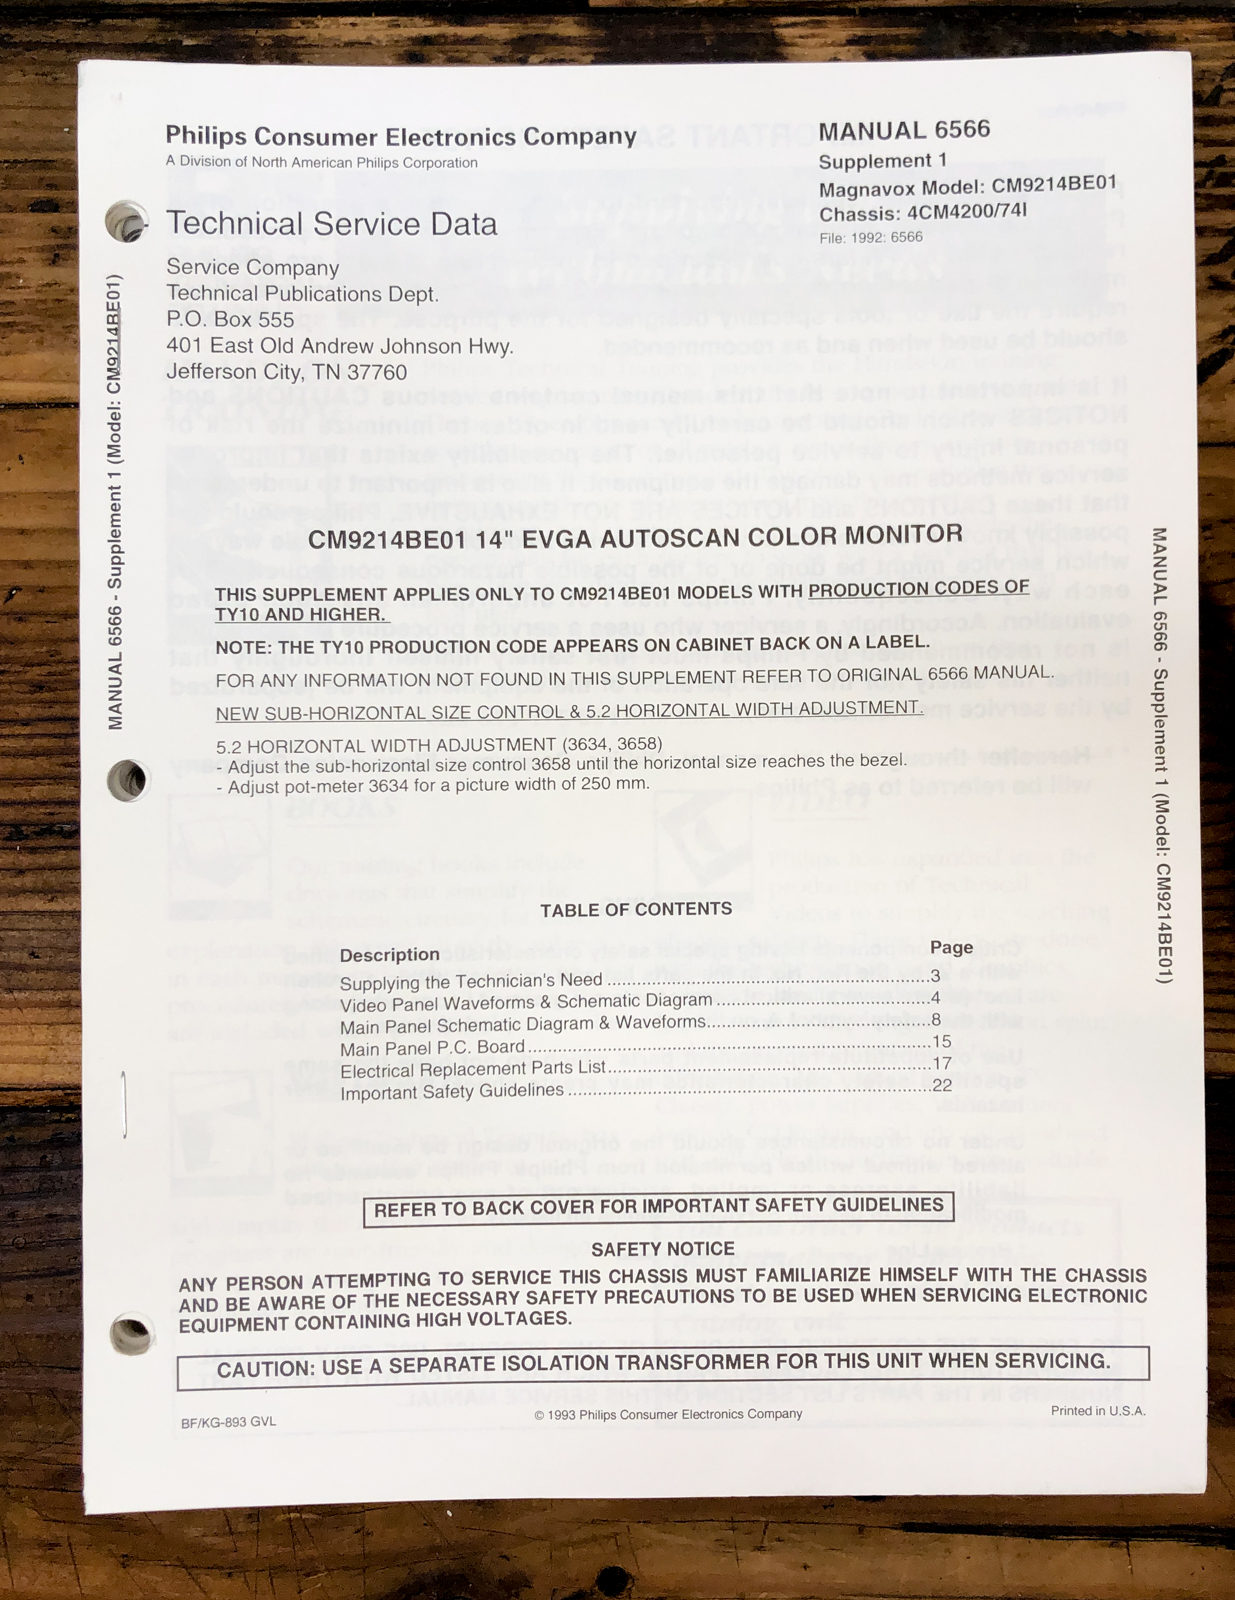 Philips Consumer Electronics Company
A Division of North American Philips Corporation
MANUAL 6566
Supplement 1
Magnavox Model: CM9214BE01
Chassis: 4CM4200/74I
File: 1992: 6566
Technical Service Data
Service Company
Technical Publications Dept.
P.O. Box 555
401 East Old Andrew Johnson Hwy.
Jefferson City, TN 37760
MANUAL 6566 - Supplement 1 (Model: CM9214BE01)
CM9214BE01 14" EVGA AUTOSCAN COLOR MONITOR
THIS SUPPLEMENT APPLIES ONLY TO CM9214BE01 MODELS WITH PRODUCTION CODES OF
TY10 AND HIGHER.
NOTE: THE TY10 PRODUCTION CODE APPEARS ON CABINET BACK ON A LABEL.
FOR ANY INFORMATION NOT FOUND IN THIS SUPPLEMENT REFER TO ORIGINAL 6566 MANUAL.
NEW SUB-HORIZONTAL SIZE CONTROL & 5.2 HORIZONTAL WIDTH ADJUSTMENT.
5.2 HORIZONTAL WIDTH ADJUSTMENT (3634, 3658)
- Adjust the sub-horizontal size control 3658 until the horizontal size reaches the bezel.
- Adjust pot-meter 3634 for a picture width of 250 mm.
MANUAL 6566 - Supplement 1 (Model: CM9214BE01)
TABLE OF CONTENTS
Description Page
Supplying the Technician's Need ........ 3
Video Panel Waveforms & Schematic Diagram ........ 4
Main Panel Schematic Diagram & Waveforms ........ 8
Main Panel P.C. Board ........ 15
Electrical Replacement Parts List ........ 17
Important Safety Guidelines ........ 22
REFER TO BACK COVER FOR IMPORTANT SAFETY GUIDELINES
SAFETY NOTICE
ANY PERSON ATTEMPTING TO SERVICE THIS CHASSIS MUST FAMILIARIZE HIMSELF WITH THE CHASSIS
AND BE AWARE OF THE NECESSARY SAFETY PRECAUTIONS TO BE USED WHEN SERVICING ELECTRONIC
EQUIPMENT CONTAINING HIGH VOLTAGES.
CAUTION: USE A SEPARATE ISOLATION TRANSFORMER FOR THIS UNIT WHEN SERVICING.
BF/KG-893 GVL
© 1993 Philips Consumer Electronics Company
Printed in U.S.A.